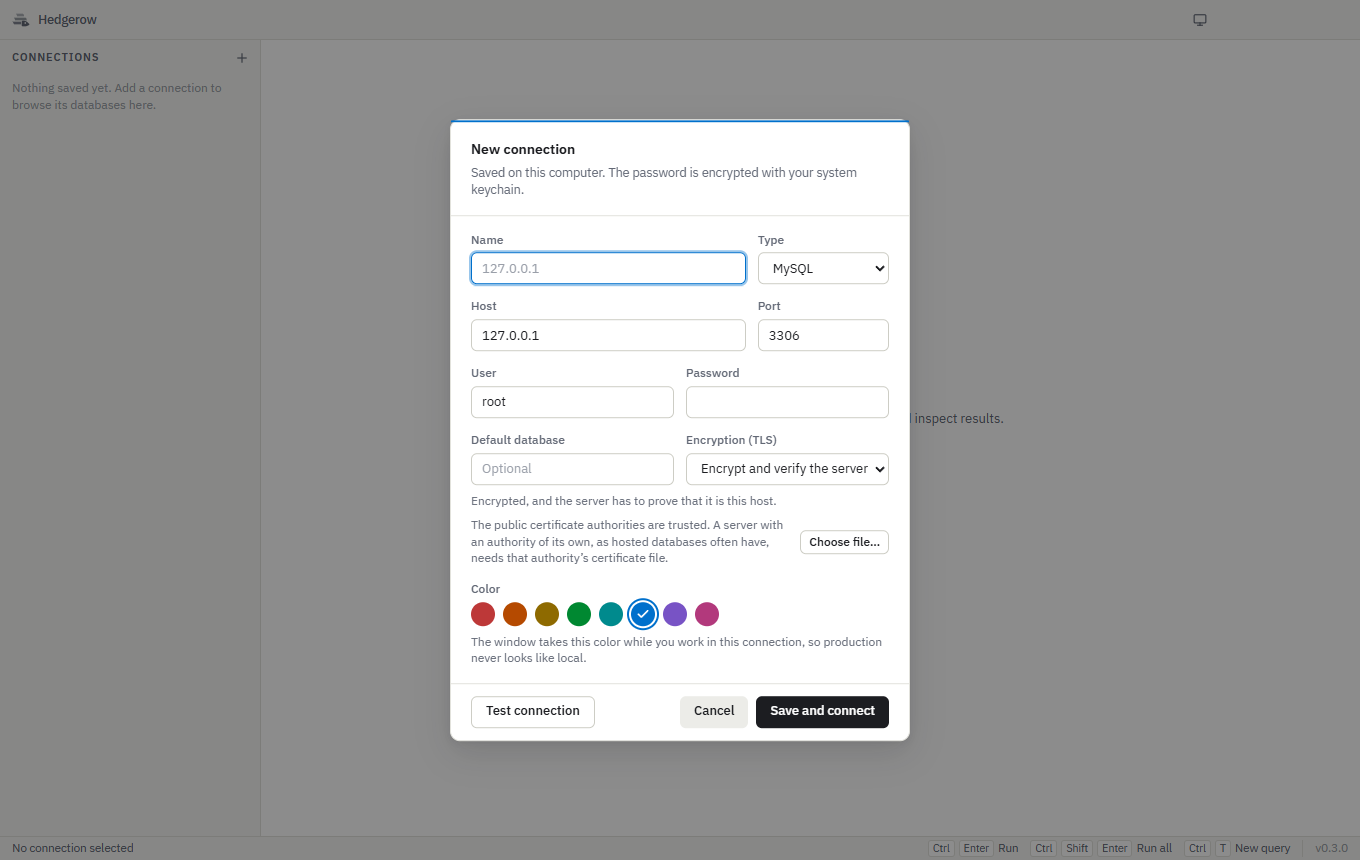 Hedgerow
CONNECTIONS
Nothing saved yet. Add a connection to
browse its databases here.
New connection
Saved on this computer. The password is encrypted with your system
keychain.
Name
Type
127.0.0.1
MySQL
Host
Port
127.0.0.1
3306
User
Password
root
Default database
Encryption (TLS)
Optional
Encrypt and verify the server
Encrypted, and the server has to prove that it is this host.
The public certificate authorities are trusted. A server with
an authority of its own, as hosted databases often have,
needs that authority’s certificate file.
Choose file…
Color
The window takes this color while you work in this connection, so production
never looks like local.
Test connection
Cancel
Save and connect
inspect results.
No connection selected
Ctrl Enter Run Ctrl Shift Enter Run all Ctrl T New query v0.3.0